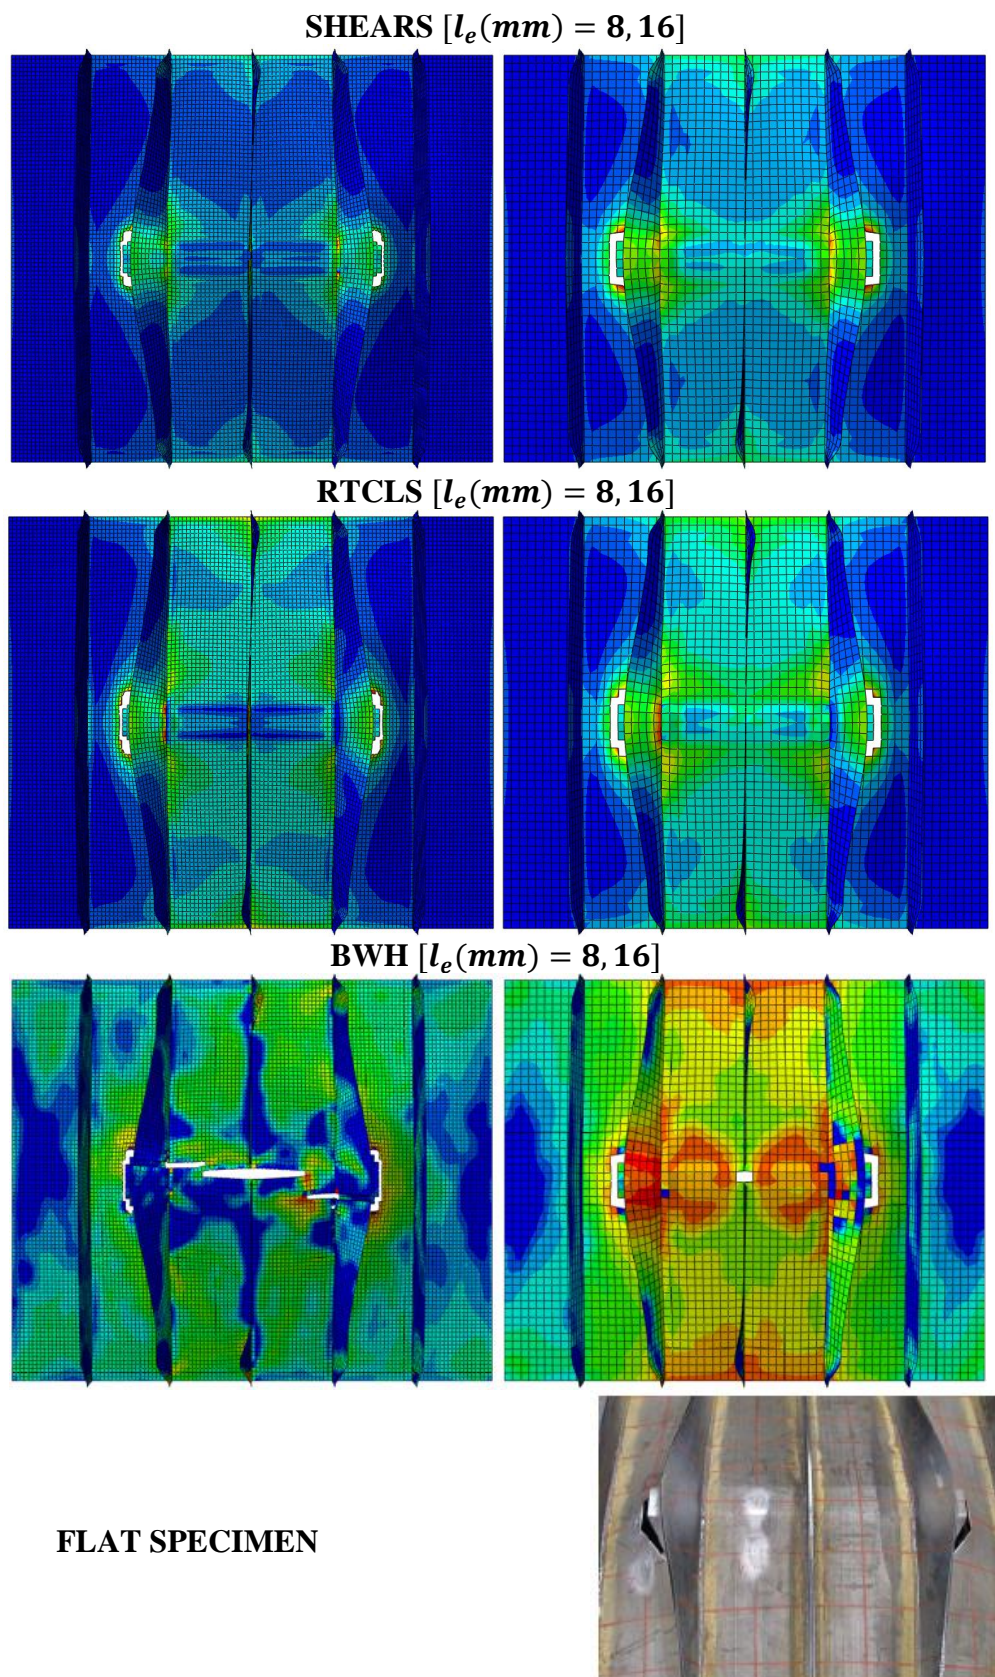 SHEARS [l_e(mm) = 8, 16]
RTCLS [l_e(mm) = 8, 16]
BWH [l_e(mm) = 8, 16]
FLAT SPECIMEN